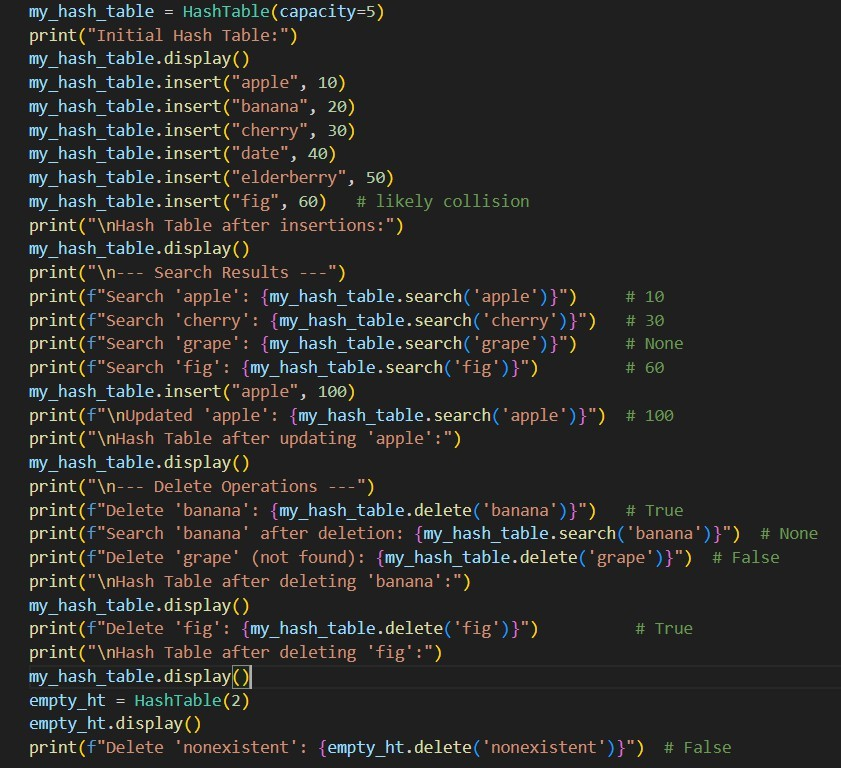 my_hash_table = HashTable(capacity=5)
print("Initial Hash Table:")
my_hash_table.display()
my_hash_table.insert("apple", 10)
my_hash_table.insert("banana", 20)
my_hash_table.insert("cherry", 30)
my_hash_table.insert("date", 40)
my_hash_table.insert("elderberry", 50)
my_hash_table.insert("fig", 60)   # likely collision
print("\nHash Table after insertions:")
my_hash_table.display()
print("\n--- Search Results ---")
print(f"Search 'apple': {my_hash_table.search('apple')}")     # 10
print(f"Search 'cherry': {my_hash_table.search('cherry')}")   # 30
print(f"Search 'grape': {my_hash_table.search('grape')}")     # None
print(f"Search 'fig': {my_hash_table.search('fig')}")         # 60
my_hash_table.insert("apple", 100)
print(f"\nUpdated 'apple': {my_hash_table.search('apple')}")  # 100
print("\nHash Table after updating 'apple':")
my_hash_table.display()
print("\n--- Delete Operations ---")
print(f"Delete 'banana': {my_hash_table.delete('banana')}")   # True
print(f"Search 'banana' after deletion: {my_hash_table.search('banana')}")  # None
print(f"Delete 'grape' (not found): {my_hash_table.delete('grape')}")  # False
print("\nHash Table after deleting 'banana':")
my_hash_table.display()
print(f"Delete 'fig': {my_hash_table.delete('fig')}")          # True
print("\nHash Table after deleting 'fig':")
my_hash_table.display()
empty_ht = HashTable(2)
empty_ht.display()
print(f"Delete 'nonexistent': {empty_ht.delete('nonexistent')}")  # False